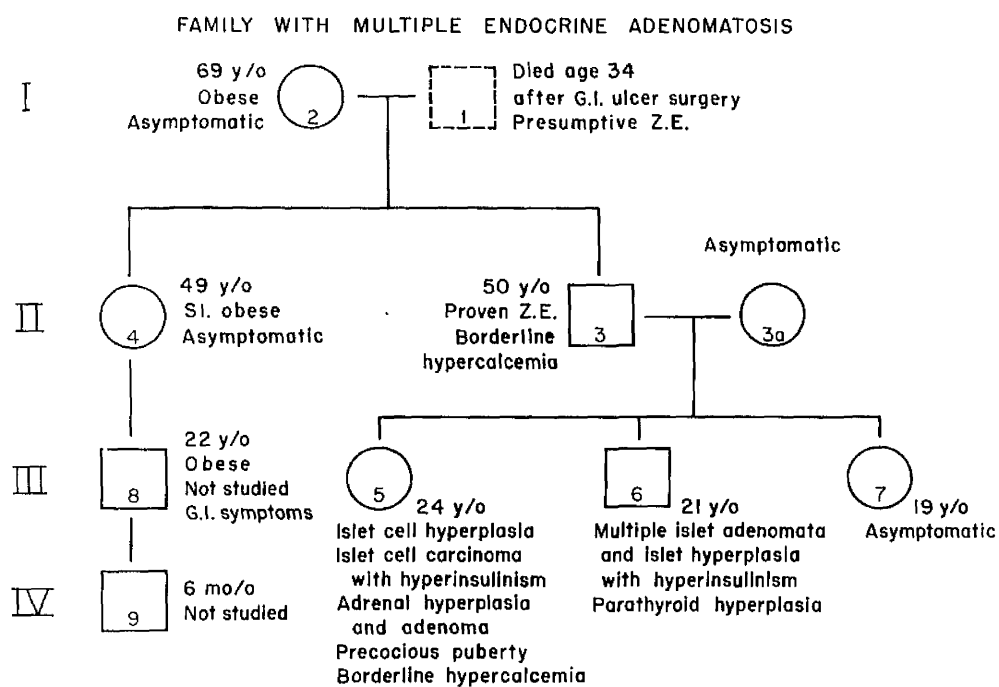 FAMILY WITH MULTIPLE ENDOCRINE ADENOMATOSIS
I
69 y/o
Obese
Asymptomatic
2
1
Died age 34
after G.I. ulcer surgery
Presumptive Z.E.
II
4
49 y/o
Sl. obese
Asymptomatic
50 y/o
Proven Z.E.
Borderline
hypercalcemia
3
Asymptomatic
3a
III
8
22 y/o
Obese
Not studied
G.I. symptoms
5
24 y/o
Islet cell hyperplasia
Islet cell carcinoma
with hyperinsulinism
Adrenal hyperplasia
and adenoma
Precocious puberty
Borderline hypercalcemia
6
21 y/o
Multiple islet adenomata
and islet hyperplasia
with hyperinsulinism
Parathyroid hyperplasia
7
19 y/o
Asymptomatic
IV
9
6 mo/o
Not studied